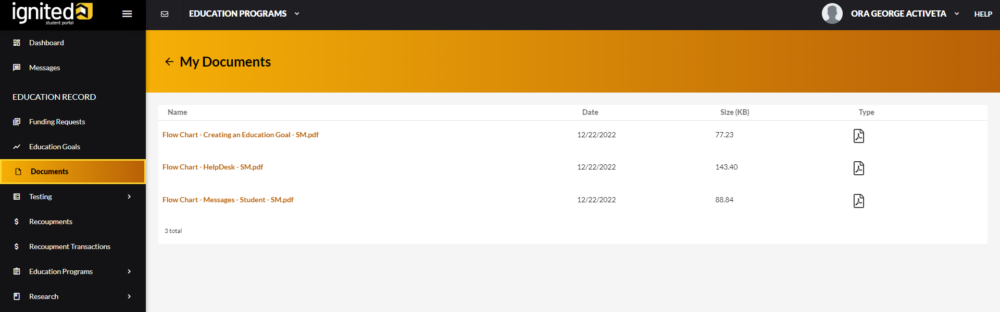 ignited
student portal
EDUCATION PROGRAMS
ORA GEORGE ACTIVETA
HELP
Dashboard
Messages
EDUCATION RECORD
Funding Requests
Education Goals
Documents
Testing
$ Recoupments
$ Recoupment Transactions
Education Programs
Research
My Documents
Name Date Size (KB) Type
Flow Chart - Creating an Education Goal - SM.pdf 12/22/2022 77.23
Flow Chart - HelpDesk - SM.pdf 12/22/2022 143.40
Flow Chart - Messages - Student - SM.pdf 12/22/2022 88.84
3 total